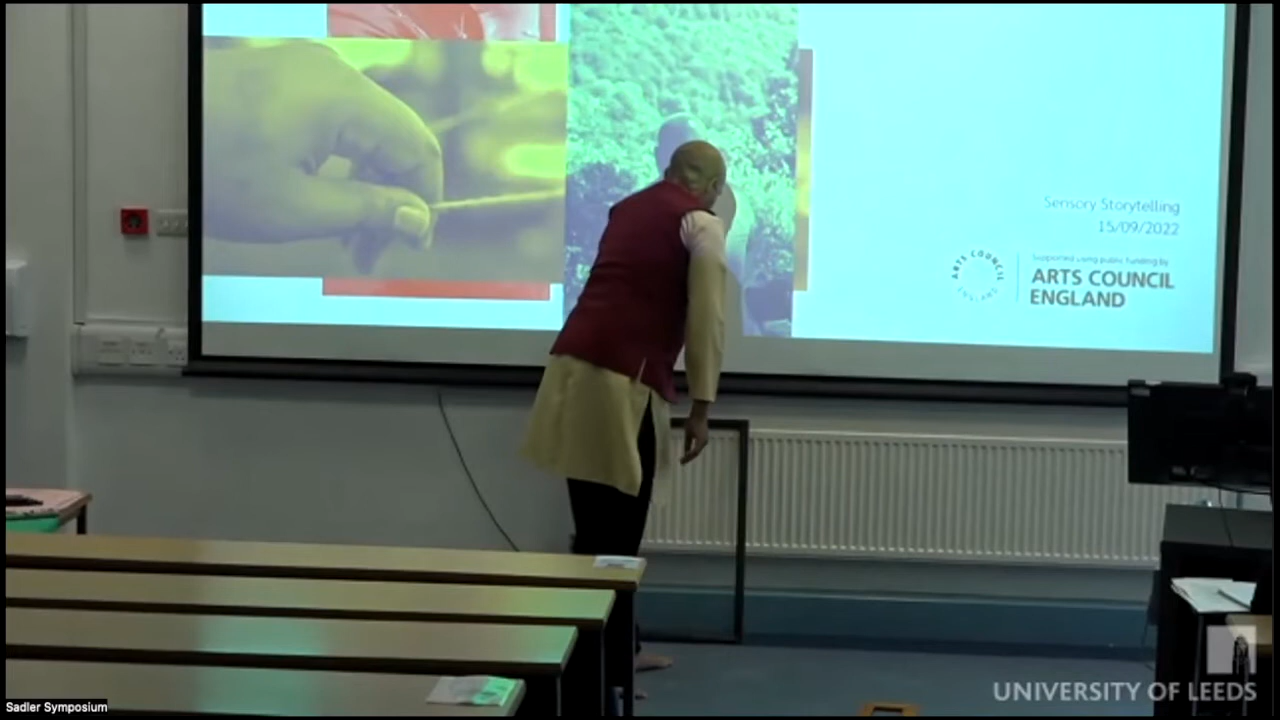 Sensory Storytelling
15/09/2022
ARTS COUNCIL
ENGLAND
Supported using public funding by
ARTS COUNCIL
ENGLAND
Sadler Symposium
UNIVERSITY OF LEEDS